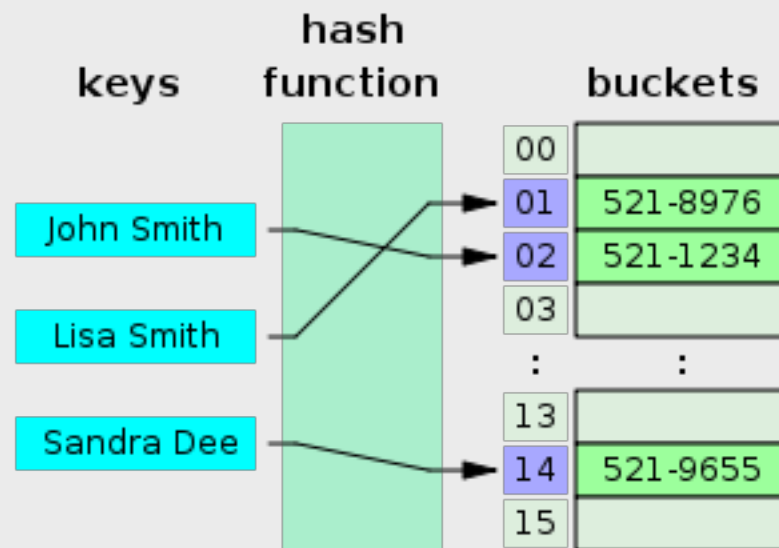 hash
keys function buckets
00
01 521-8976
John Smith
02 521-1234
03
Lisa Smith
: :
13
Sandra Dee
14 521-9655
15